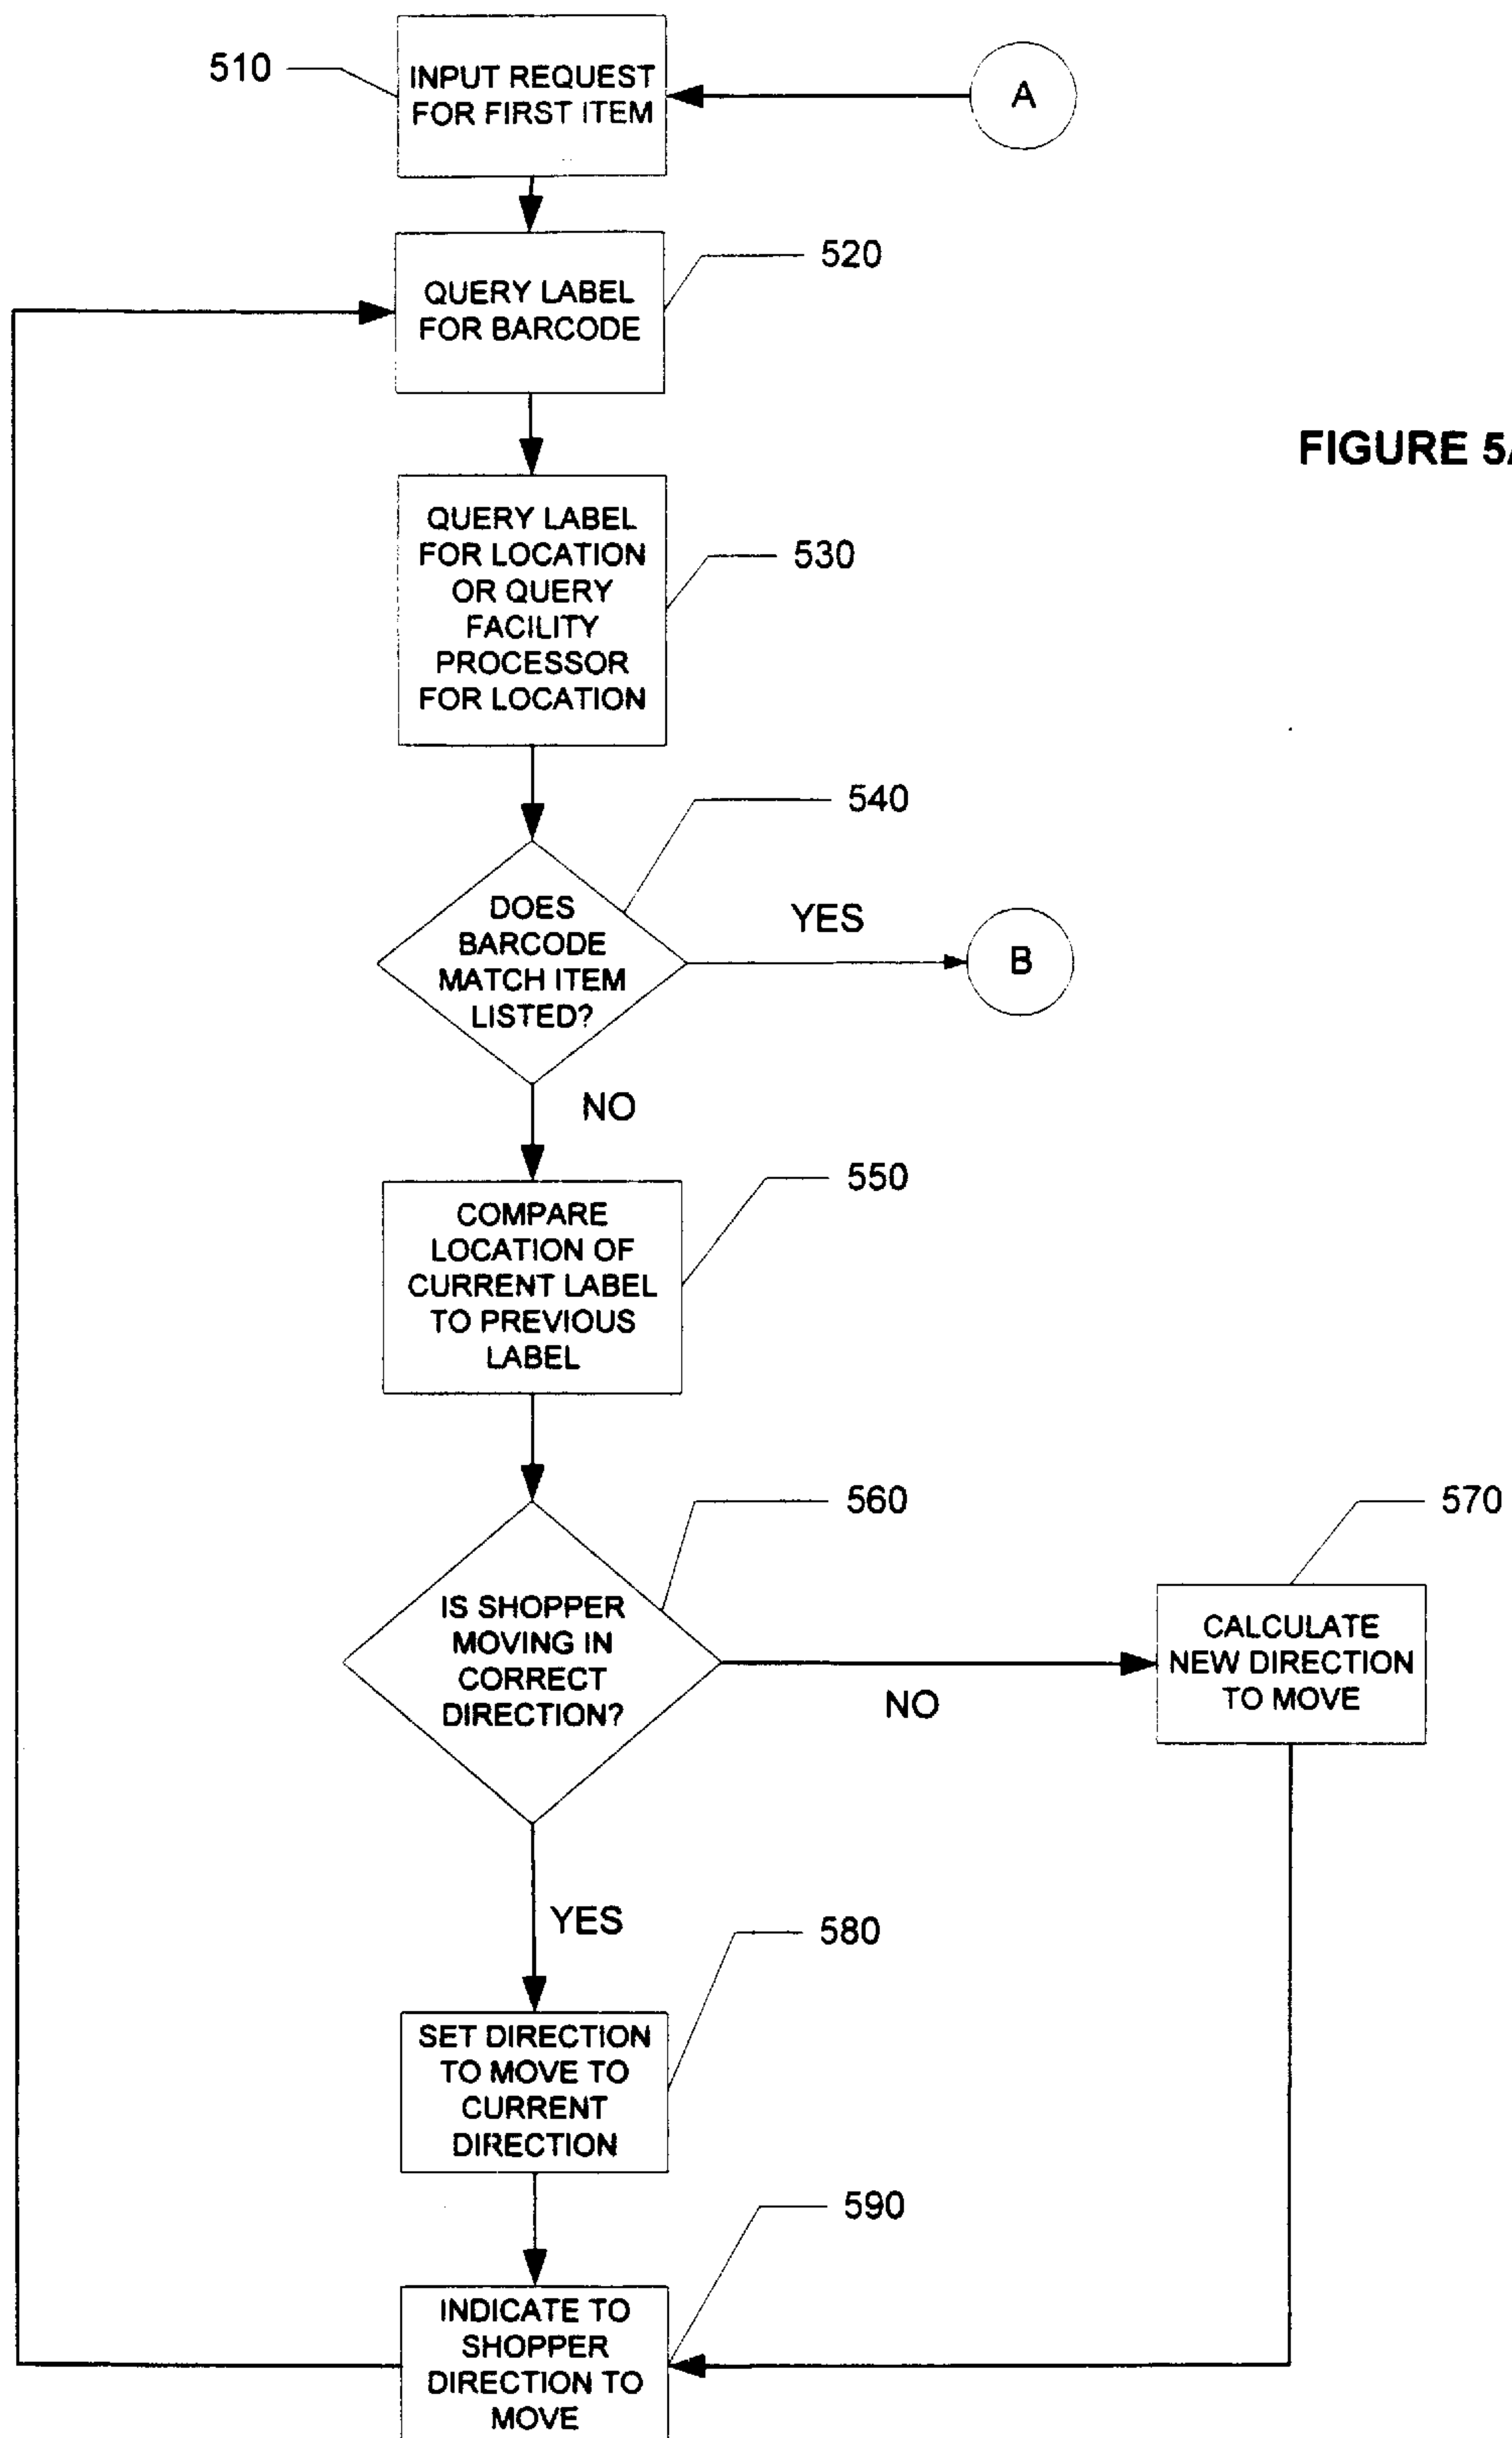 510
INPUT REQUEST
FOR FIRST ITEM
A
520
QUERY LABEL
FOR BARCODE
FIGURE 5A
QUERY LABEL
FOR LOCATION
OR QUERY
FACILITY
PROCESSOR
FOR LOCATION
530
540
DOES
BARCODE
MATCH ITEM
LISTED?
YES
B
NO
550
COMPARE
LOCATION OF
CURRENT LABEL
TO PREVIOUS
LABEL
560
570
IS SHOPPER
MOVING IN
CORRECT
DIRECTION?
NO
CALCULATE
NEW DIRECTION
TO MOVE
YES
580
SET DIRECTION
TO MOVE TO
CURRENT
DIRECTION
590
INDICATE TO
SHOPPER
DIRECTION TO
MOVE